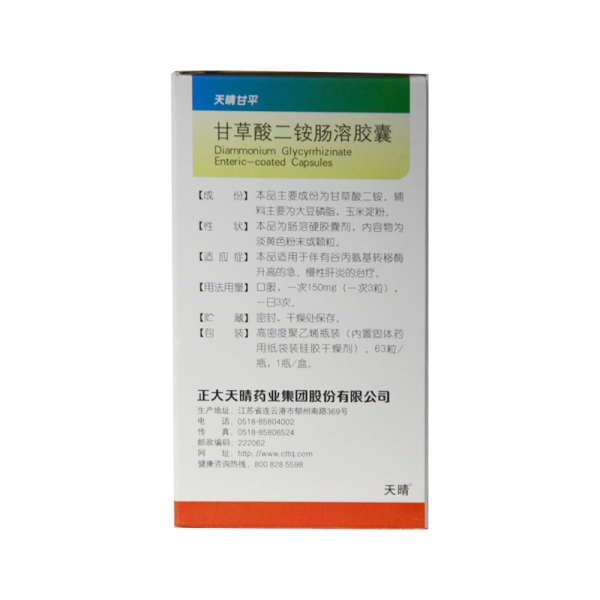 天晴甘平
甘草酸二铵肠溶胶囊
Diammonium Glycyrrhizinate
Enteric-coated Capsules
【成 份】本品主要成份为甘草酸二铵。辅
料主要为大豆磷脂、玉米淀粉。
【性 状】本品为肠溶硬胶囊剂，内容物为
淡黄色粉末或颗粒。
【适 应 症】本品适用于伴有谷丙氨基转移酶
升高的急、慢性肝炎的治疗。
【用法用量】口服，一次150mg（一次3粒），
一日3次。
【贮 藏】密封，干燥处保存。
【包 装】高密度聚乙烯瓶装（内置固体药
用纸袋装硅胶干燥剂）。63粒/
瓶、1瓶/盒。
正大天晴药业集团股份有限公司
生产地址：江苏省连云港市郁州南路369号
电 话：0518-85804002
传 真：0518-85806524
邮政编码：222062
网 址：http://www.cttq.com
健康咨询热线：800 828 5598
天晴®